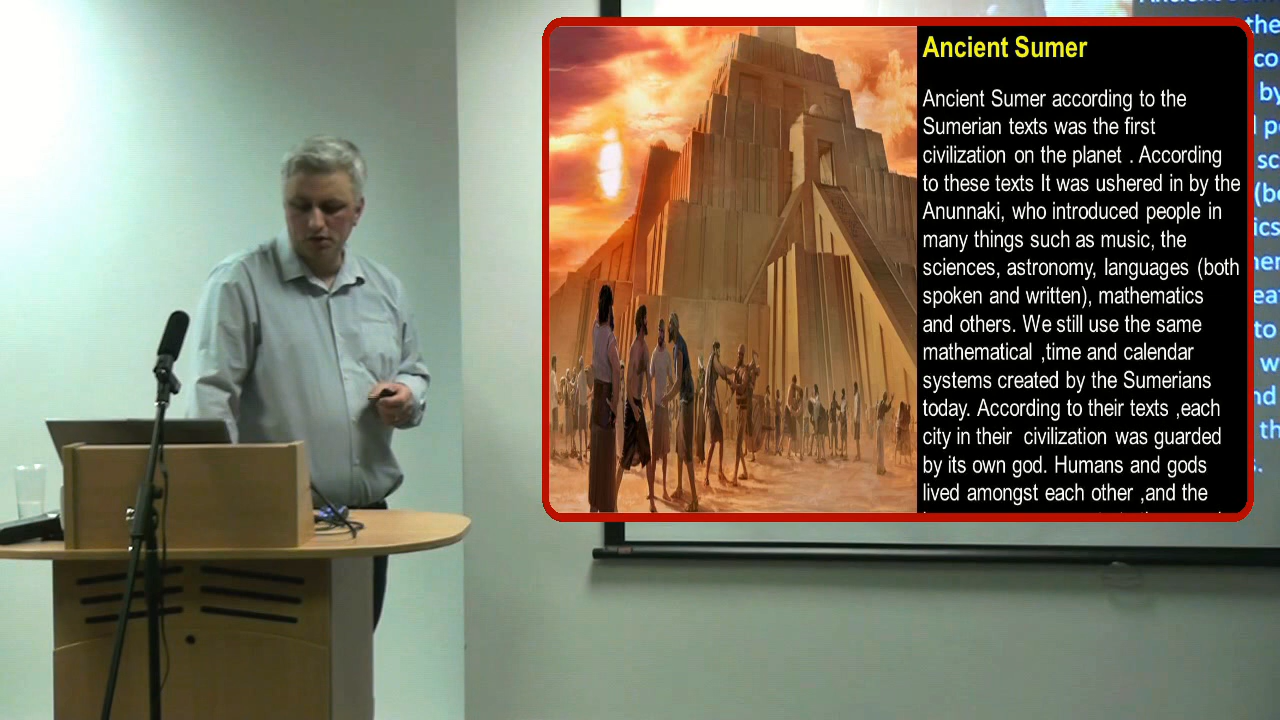 Ancient Sumer
Ancient Sumer according to the
Sumerian texts was the first
civilization on the planet . According
to these texts It was ushered in by the
Anunnaki, who introduced people in
many things such as music, the
sciences, astronomy, languages (both
spoken and written), mathematics
and others. We still use the same
mathematical ,time and calendar
systems created by the Sumerians
today. According to their texts ,each
city in their  civilization was guarded
by its own god. Humans and gods
lived amongst each other ,and the